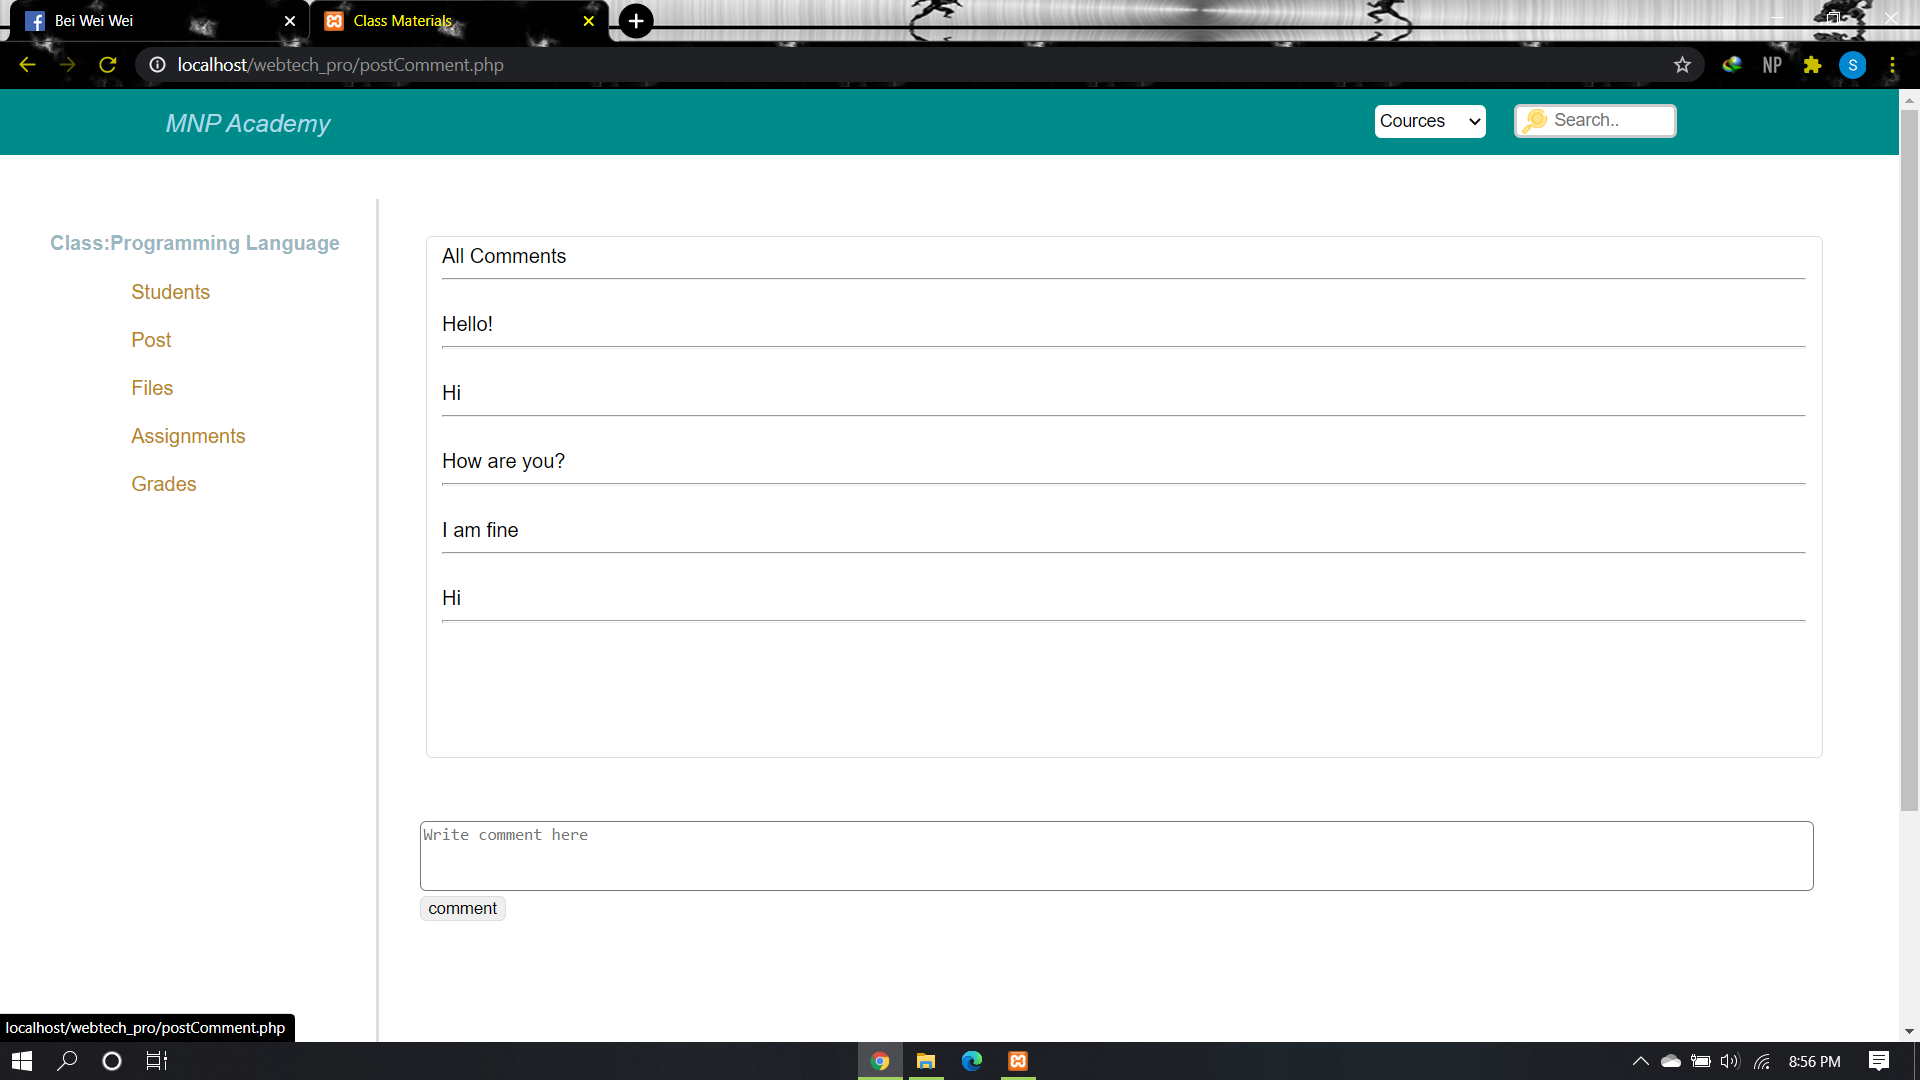 Bei Wei Wei
Class Materials
localhost/webtech_pro/postComment.php
NP
S
MNP Academy
Cources
Search..
Class:Programming Language
Students
Post
Files
Assignments
Grades
All Comments
Hello!
Hi
How are you?
I am fine
Hi
Write comment here
comment
localhost/webtech_pro/postComment.php
8:56 PM